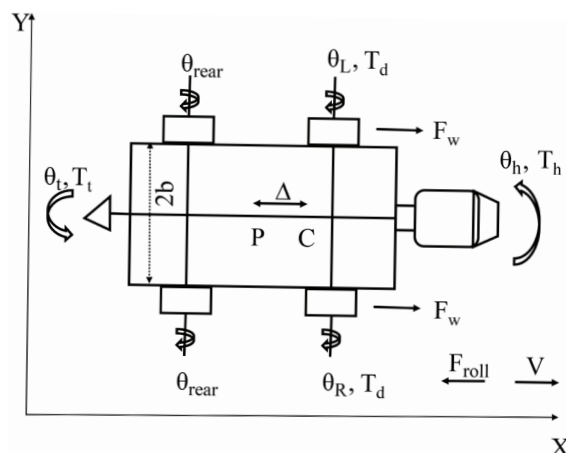 Y
θrear
θL, Td
Fw
θt, Tt
2b
Δ
θh, Th
P C
Fw
θrear
θR, Td
Froll
V
X